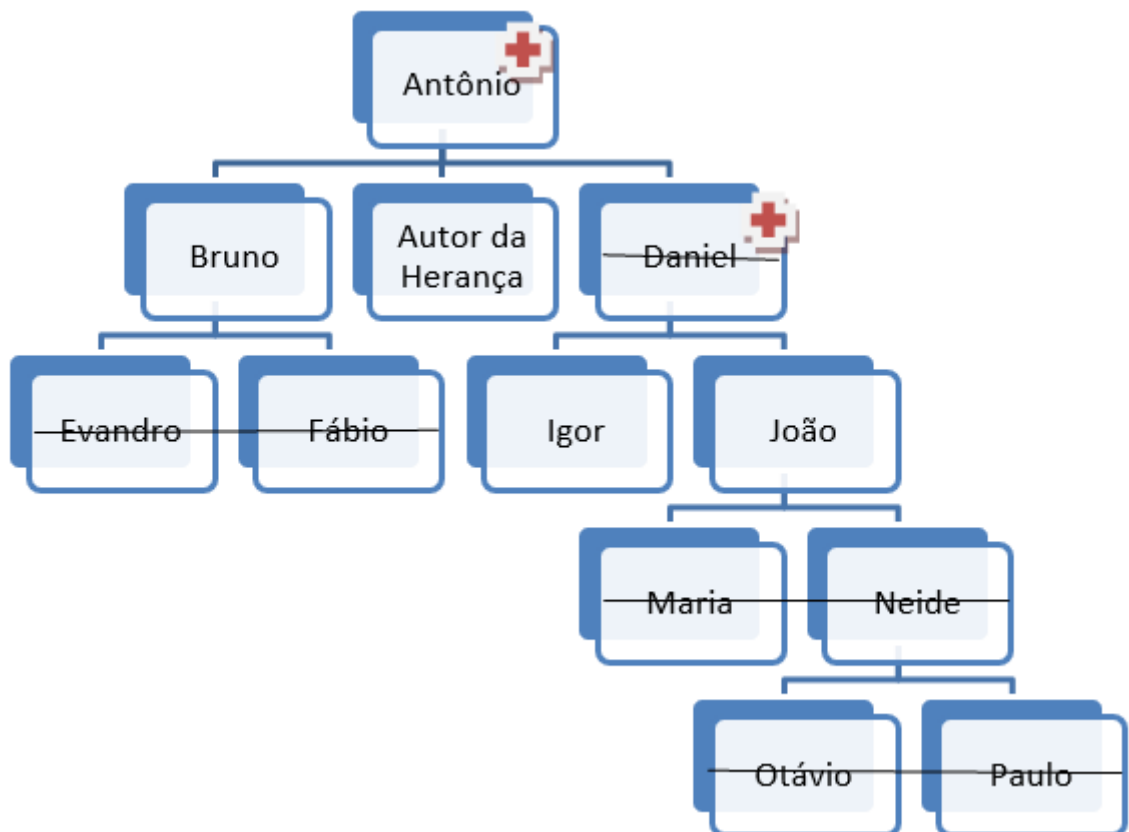 Antônio
Bruno
Autor da
Herança
Daniel
Evandro
Fábio
Igor
João
Maria
Neide
Otávio
Paulo